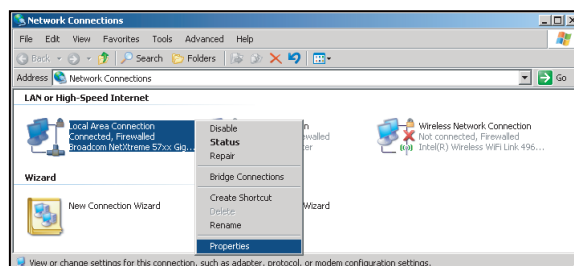 Network Connections
File Edit View Favorites Tools Advanced Help
Back Search Folders
Address Network Connections Go
LAN or High-Speed Internet
Local Area Connection
Connected, Firewalled
Broadcom NetXtreme 57xx Gig...
Wireless Network Connection
Not connected, Firewalled
Intel(R) Wireless WiFi Link 496...
Disable
Status
Repair
Bridge Connections
Create Shortcut
Delete
Rename
Properties
Wizard
New Connection Wizard
Wizard
View or change settings for this connection, such as adapter, protocol, or modem configuration settings.